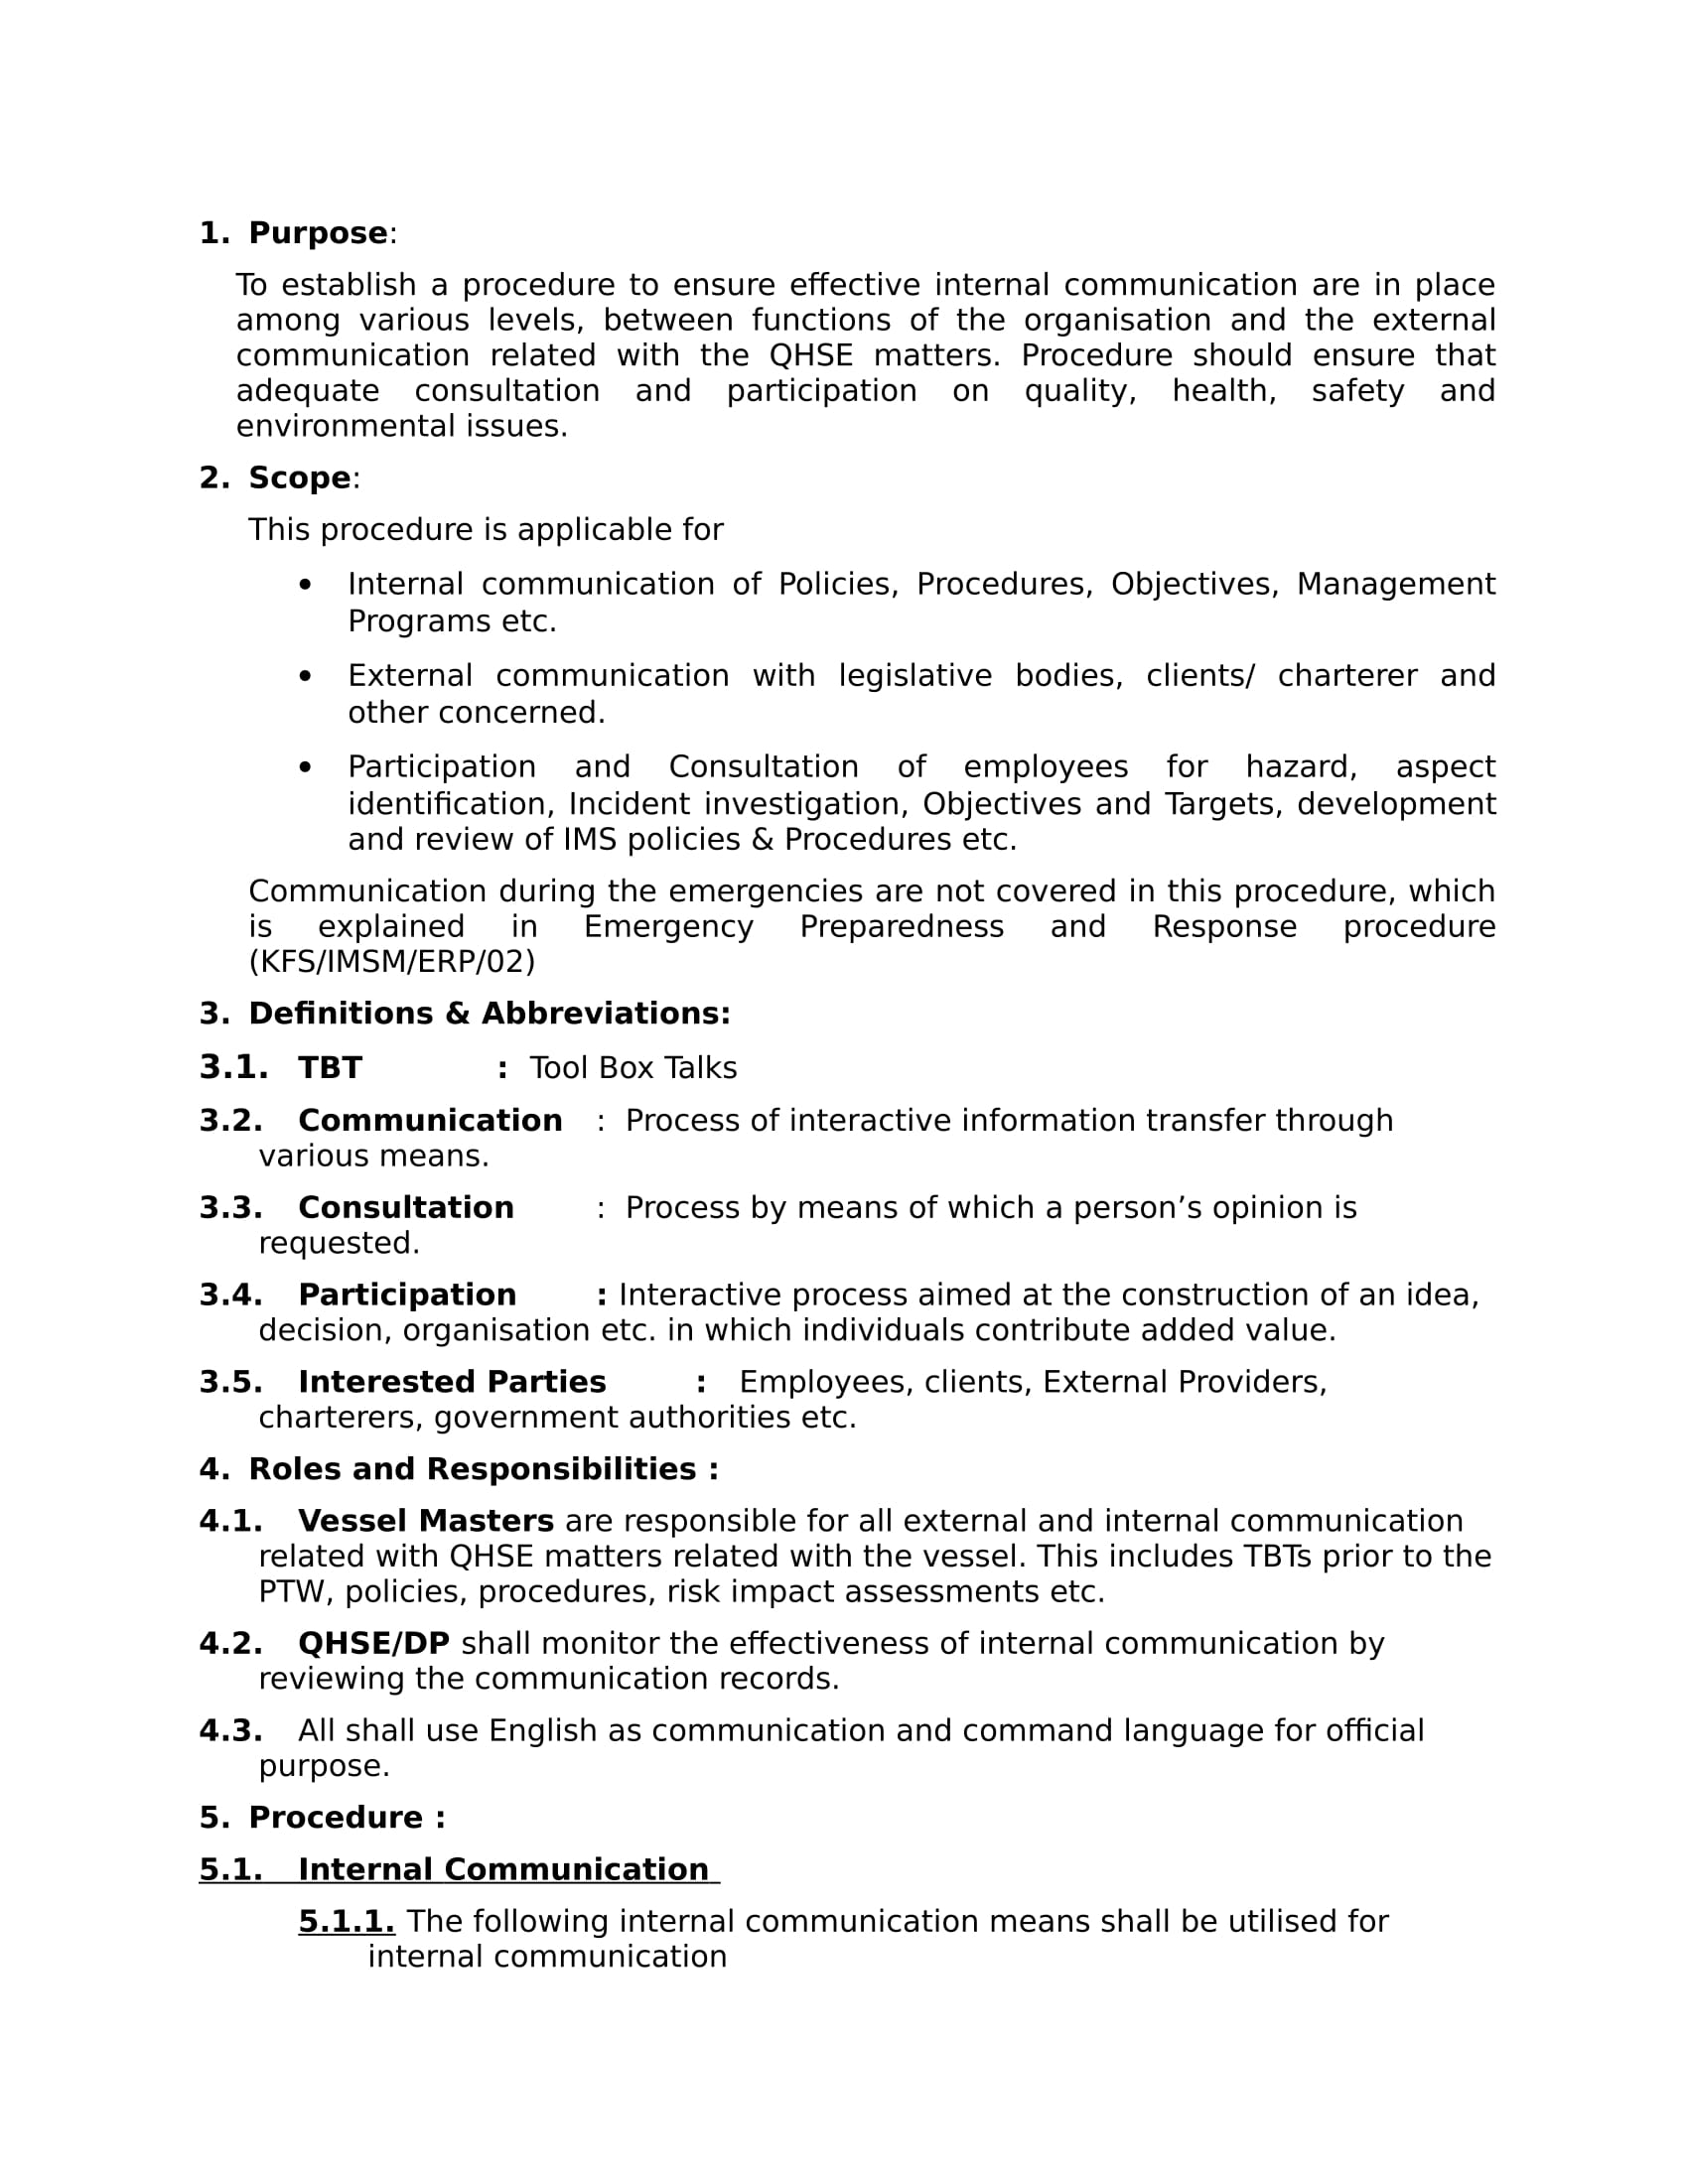 1. Purpose:
To establish a procedure to ensure effective internal communication are in place
among various levels, between functions of the organisation and the external
communication related with the QHSE matters. Procedure should ensure that
adequate consultation and participation on quality, health, safety and
environmental issues.
2. Scope:
This procedure is applicable for
• Internal communication of Policies, Procedures, Objectives, Management
Programs etc.
• External communication with legislative bodies, clients/ charterer and
other concerned.
• Participation and Consultation of employees for hazard, aspect
identification, Incident investigation, Objectives and Targets, development
and review of IMS policies & Procedures etc.
Communication during the emergencies are not covered in this procedure, which
is explained in Emergency Preparedness and Response procedure
(KFS/IMSM/ERP/02)
3. Definitions & Abbreviations:
3.1. TBT : Tool Box Talks
3.2. Communication : Process of interactive information transfer through
various means.
3.3. Consultation : Process by means of which a person’s opinion is
requested.
3.4. Participation : Interactive process aimed at the construction of an idea,
decision, organisation etc. in which individuals contribute added value.
3.5. Interested Parties : Employees, clients, External Providers,
charterers, government authorities etc.
4. Roles and Responsibilities :
4.1. Vessel Masters are responsible for all external and internal communication
related with QHSE matters related with the vessel. This includes TBTs prior to the
PTW, policies, procedures, risk impact assessments etc.
4.2. QHSE/DP shall monitor the effectiveness of internal communication by
reviewing the communication records.
4.3. All shall use English as communication and command language for official
purpose.
5. Procedure :
5.1. Internal Communication
5.1.1. The following internal communication means shall be utilised for
internal communication